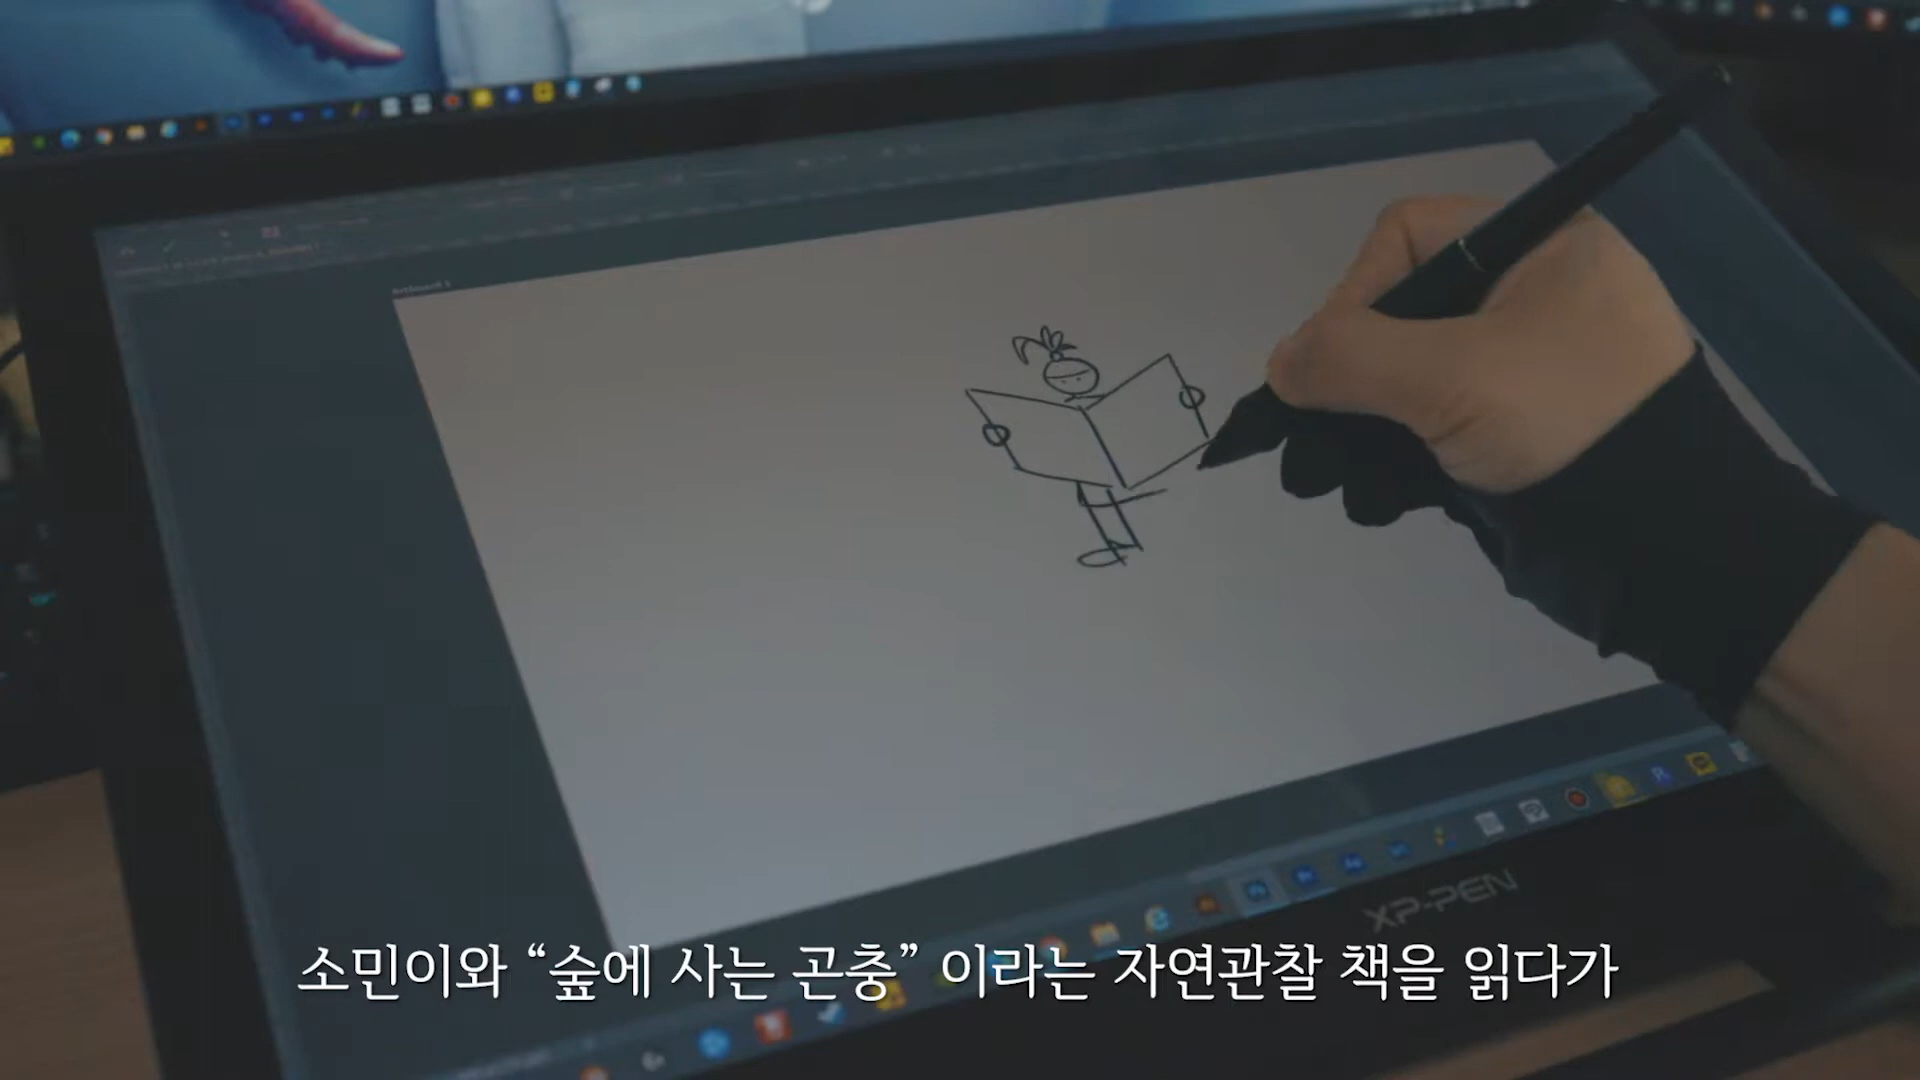 XP-PEN
소민이와 “숲에 사는 곤충” 이라는 자연관찰 책을 읽다가